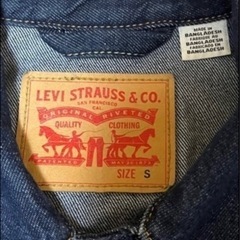 LEVI STRAUSS & CO.
SAN FRANCISCO
CAL.
ORIGINAL RIVETED
QUALITY CLOTHING
SIZE S
MADE IN
BANGLADESH
FABRIQUÉ AU
BANGLADESH
FABRICADO EN
BANGLADESH